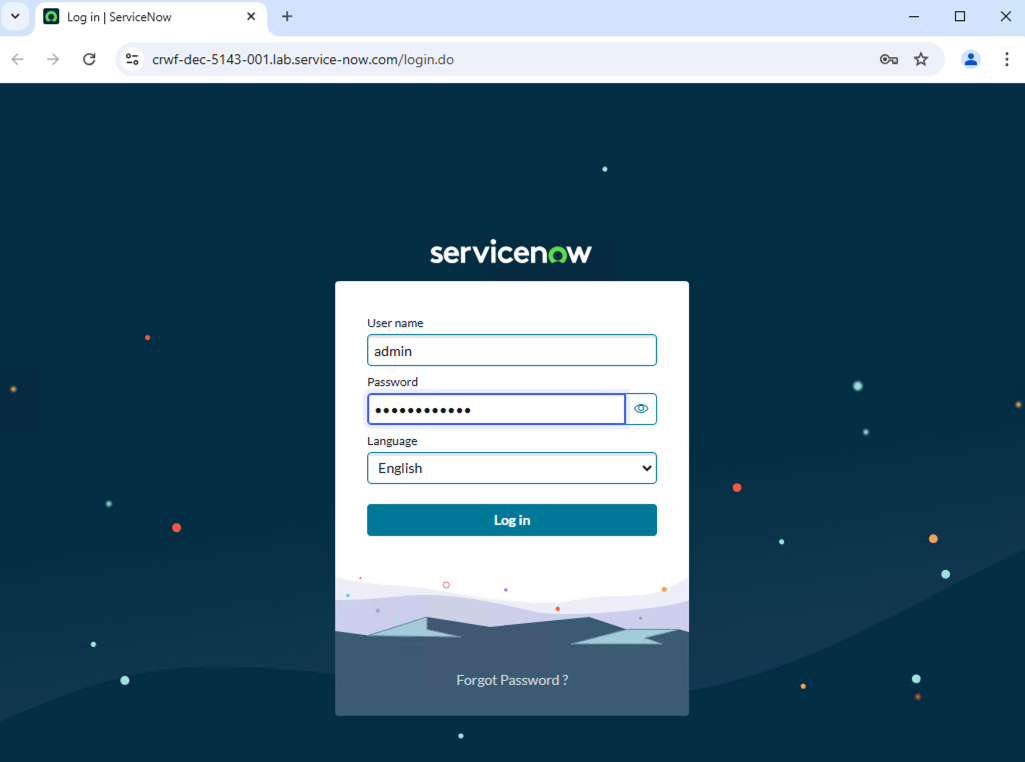 Log in | ServiceNow
crwf-dec-5143-001.lab.service-now.com/login.do
servicenow
User name
admin
Password
••••••••••••
Language
English
Log in
Forgot Password ?